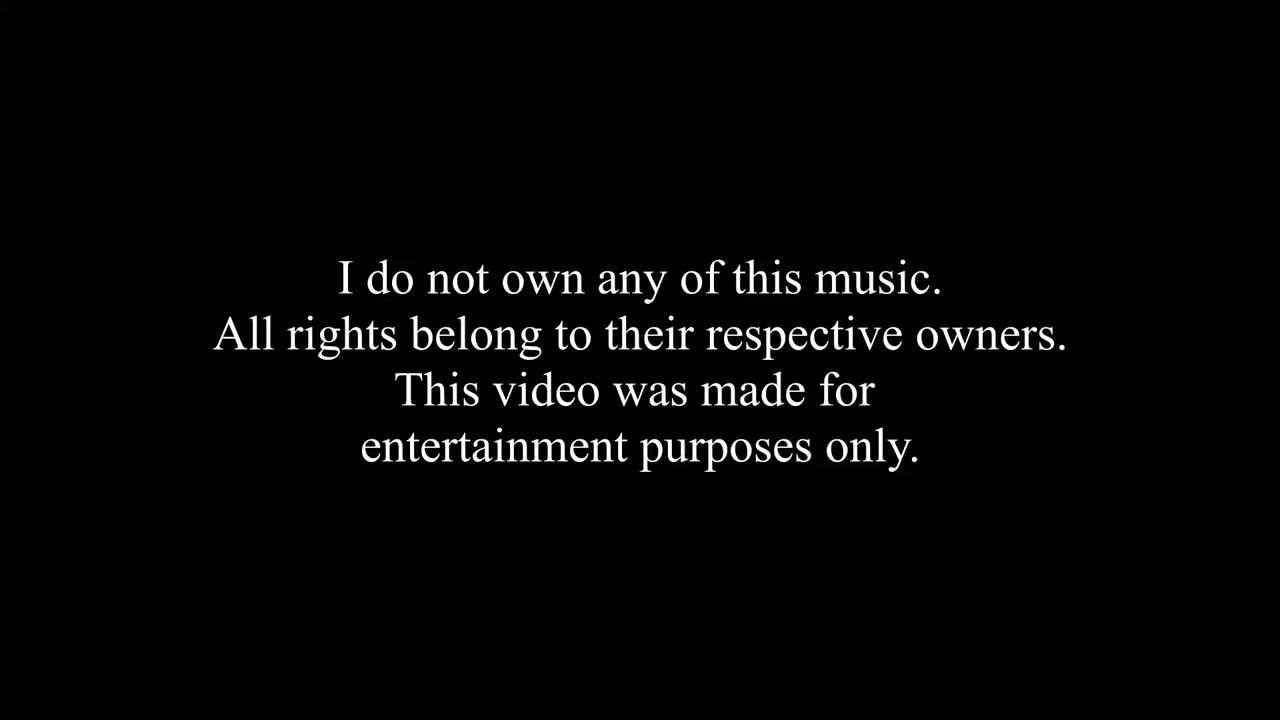 I do not own any of this music.
All rights belong to their respective owners.
This video was made for
entertainment purposes only.